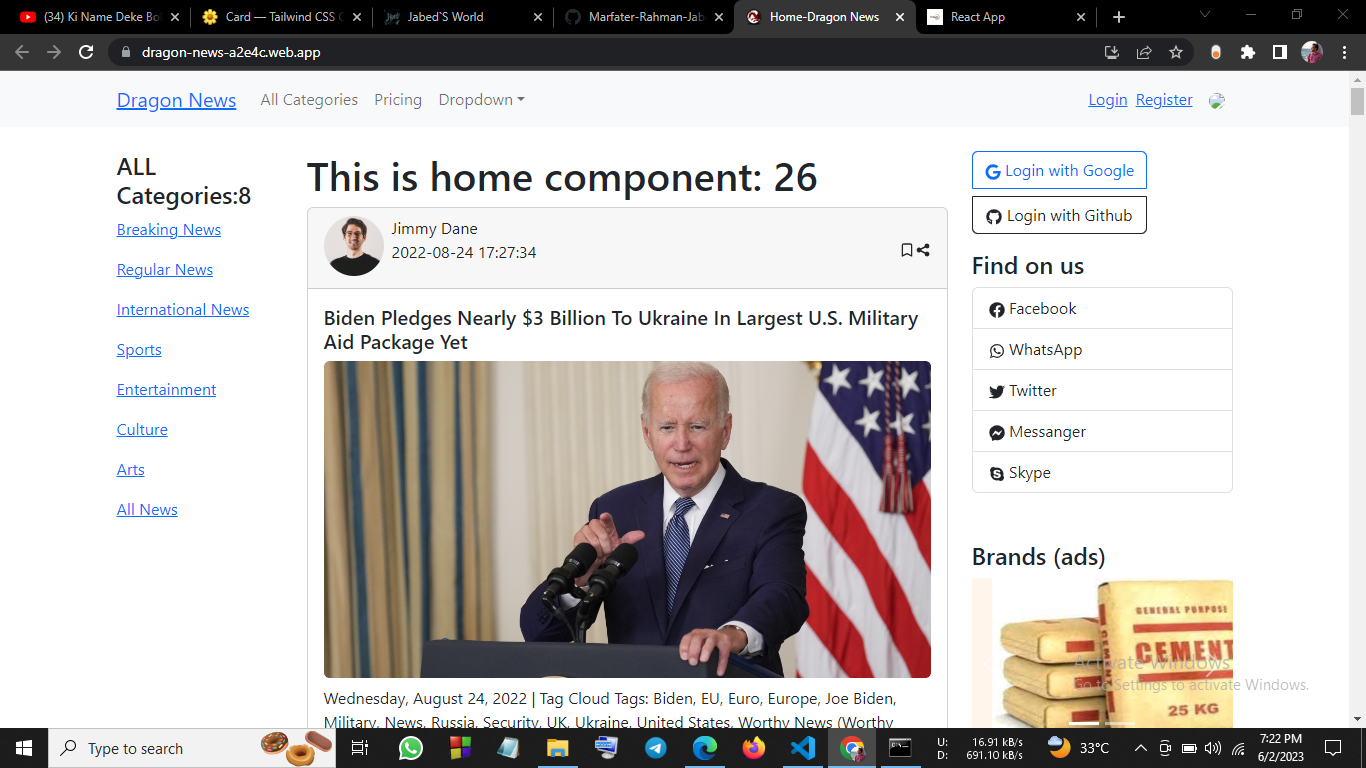 (34) Ki Name Deke Bo
Card — Tailwind CSS C
Jabed`S World
Marfater-Rahman-Jab
Home-Dragon News
React App
dragon-news-a2e4c.web.app
Dragon News
All Categories
Pricing
Dropdown
Login
Register
ALL
Categories:8
Breaking News
Regular News
International News
Sports
Entertainment
Culture
Arts
All News
This is home component: 26
Jimmy Dane
2022-08-24 17:27:34
Biden Pledges Nearly $3 Billion To Ukraine In Largest U.S. Military
Aid Package Yet
Wednesday, August 24, 2022 | Tag Cloud Tags: Biden, EU, Euro, Europe, Joe Biden,
Military, News, Russia, Security, UK, Ukraine, United States, Worthy News (Worthy
Login with Google
Login with Github
Find on us
Facebook
WhatsApp
Twitter
Messanger
Skype
Brands (ads)
GENERAL PURPOSE
CEMENT
25 KG
Activate Windows
Go to Settings to activate Windows.
Type to search
U: 16.91 kB/s
D: 691.10 kB/s
33°C
7:22 PM
6/2/2023